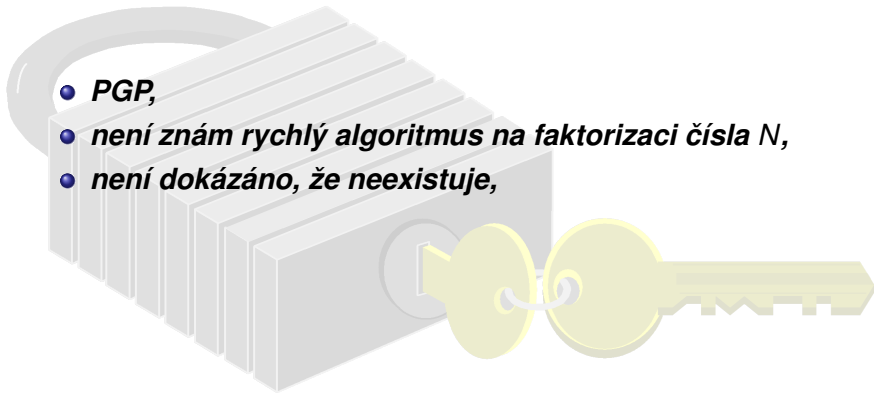 PGP,
není znám rychlý algoritmus na faktorizaci čísla N,
není dokázáno, že neexistuje,